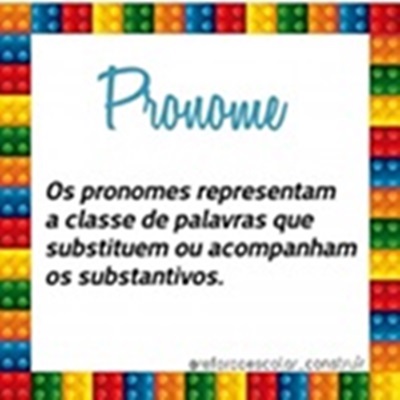 Pronome
Os pronomes representam
a classe de palavras que
substituem ou acompanham
os substantivos.
@reforcoescolar_construir